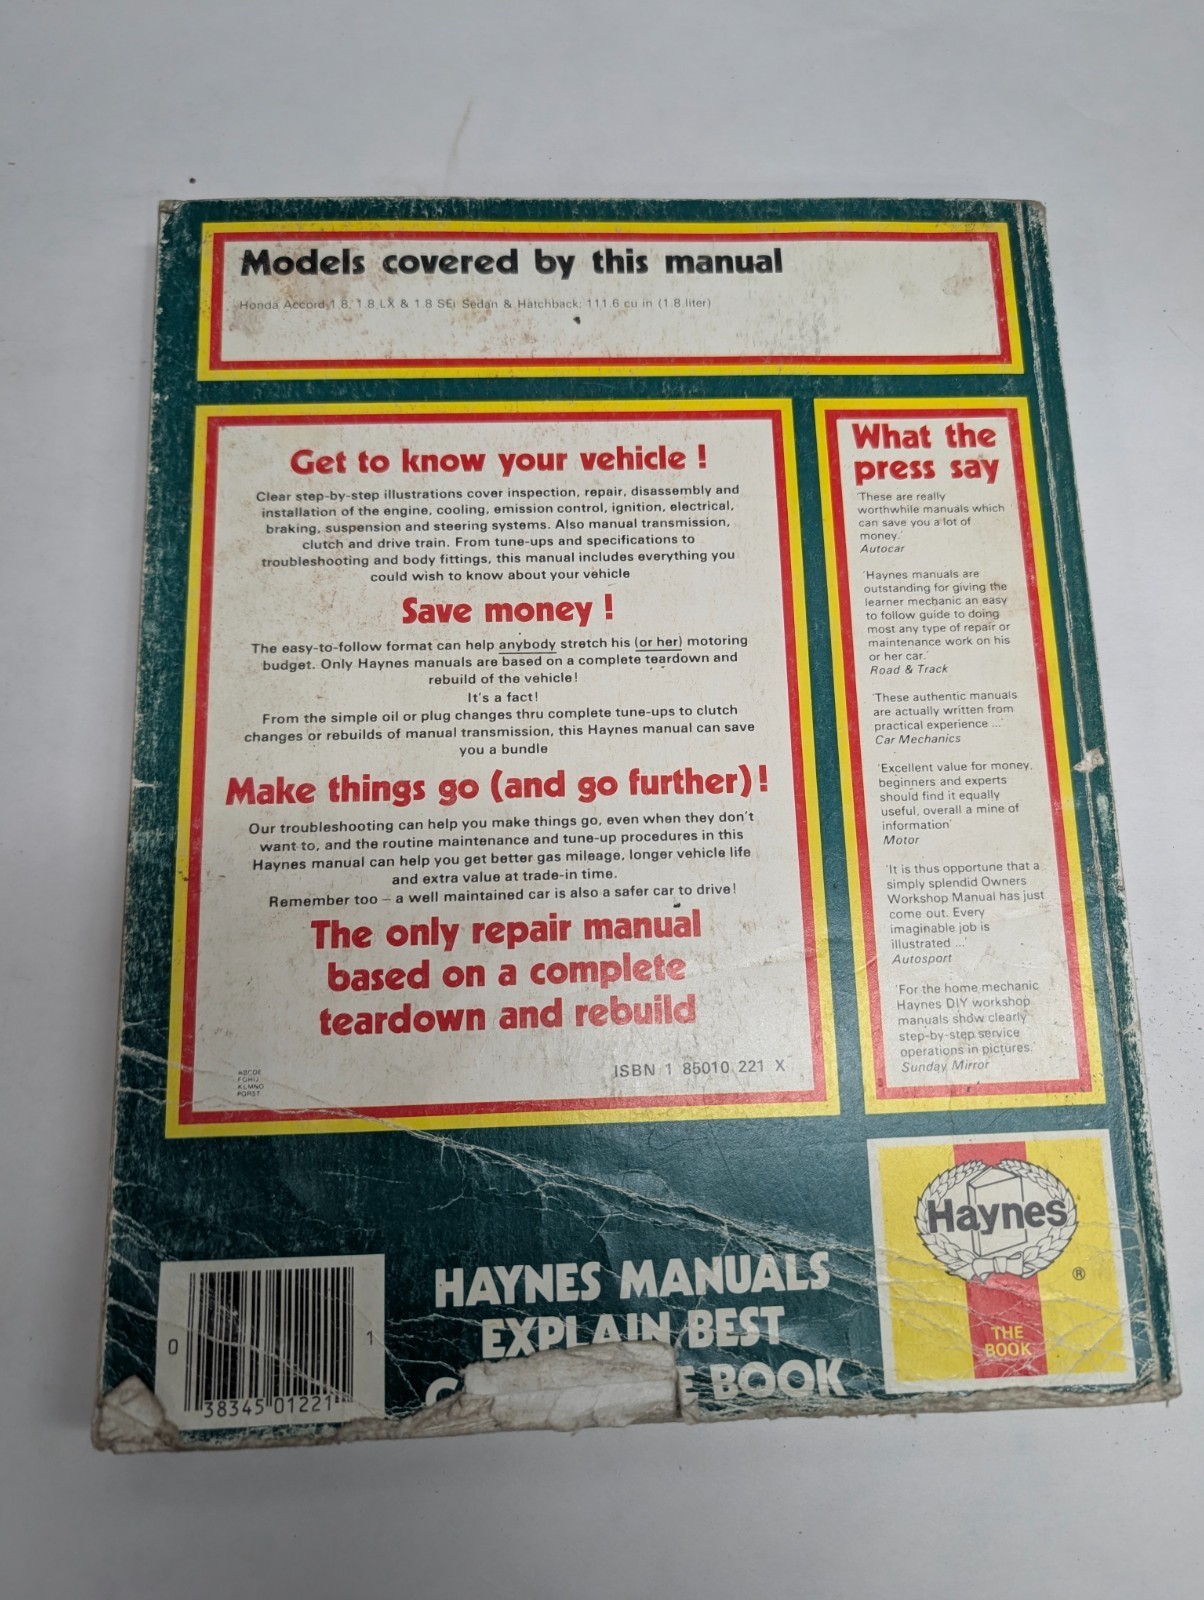 Models covered by this manual
Honda Accord 1.8, 1.8 LX & 1.8 SEi Sedan & Hatchback; 111.6 cu in (1.8 liter)
Get to know your vehicle !
Clear step-by-step illustrations cover inspection, repair, disassembly and
installation of the engine, cooling, emission control, ignition, electrical,
braking, suspension and steering systems. Also manual transmission,
clutch and drive train. From tune-ups and specifications to
troubleshooting and body fittings, this manual includes everything you
could wish to know about your vehicle
Save money !
The easy-to-follow format can help anybody stretch his (or her) motoring
budget. Only Haynes manuals are based on a complete teardown and
rebuild of the vehicle!
It's a fact!
From the simple oil or plug changes thru complete tune-ups to clutch
changes or rebuilds of manual transmission, this Haynes manual can save
you a bundle
Make things go (and go further) !
Our troubleshooting can help you make things go, even when they don't
want to, and the routine maintenance and tune-up procedures in this
Haynes manual can help you get better gas mileage, longer vehicle life
and extra value at trade-in time.
Remember too – a well maintained car is also a safer car to drive!
The only repair manual
based on a complete
teardown and rebuild
ABCDE
FGHIJ
KLMNO
PQRST
ISBN 1 85010 221 X
What the
press say
'These are really
worthwhile manuals which
can save you a lot of
money.'
Autocar
'Haynes manuals are
outstanding for giving the
learner mechanic an easy
to follow guide to doing
most any type of repair or
maintenance work on his
or her car.'
Road & Track
'These authentic manuals
are actually written from
practical experience ...'
Car Mechanics
'Excellent value for money,
beginners and experts
should find it equally
useful, overall a mine of
information'
Motor
'It is thus opportune that a
simply splendid Owners
Workshop Manual has just
come out. Every
imaginable job is
illustrated ...'
Autosport
'For the home mechanic
Haynes DIY workshop
manuals show clearly
step-by-step service
operations in pictures.'
Sunday Mirror
0 38345 01221 1
HAYNES MANUALS
EXPLAIN BEST
BOOK
Haynes
®
THE
BOOK